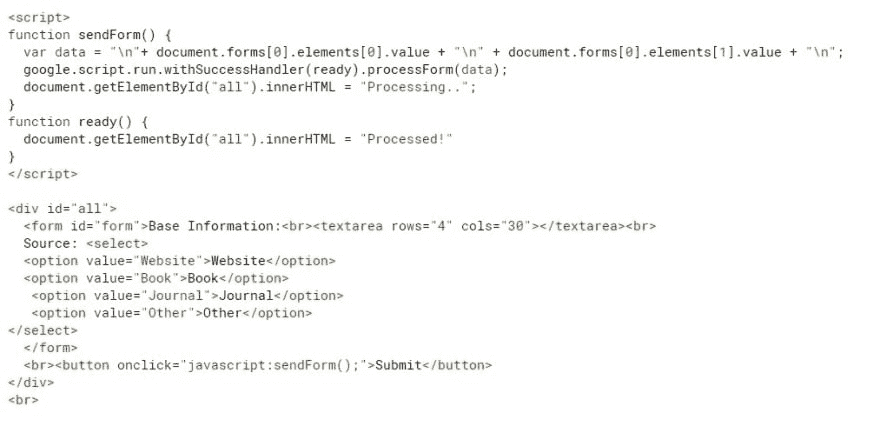 <script>
function sendForm() {
  var data = "\n"+ document.forms[0].elements[0].value + "\n" + document.forms[0].elements[1].value + "\n";
  google.script.run.withSuccessHandler(ready).processForm(data);
  document.getElementById("all").innerHTML = "Processing..";
}
function ready() {
  document.getElementById("all").innerHTML = "Processed!"
}
</script>

<div id="all">
  <form id="form">Base Information:<br><textarea rows="4" cols="30"></textarea><br>
  Source: <select>
  <option value="Website">Website</option>
  <option value="Book">Book</option>
   <option value="Journal">Journal</option>
   <option value="Other">Other</option>
</select>
  </form>
  <br><button onclick="javascript:sendForm();">Submit</button>
</div>
<br>